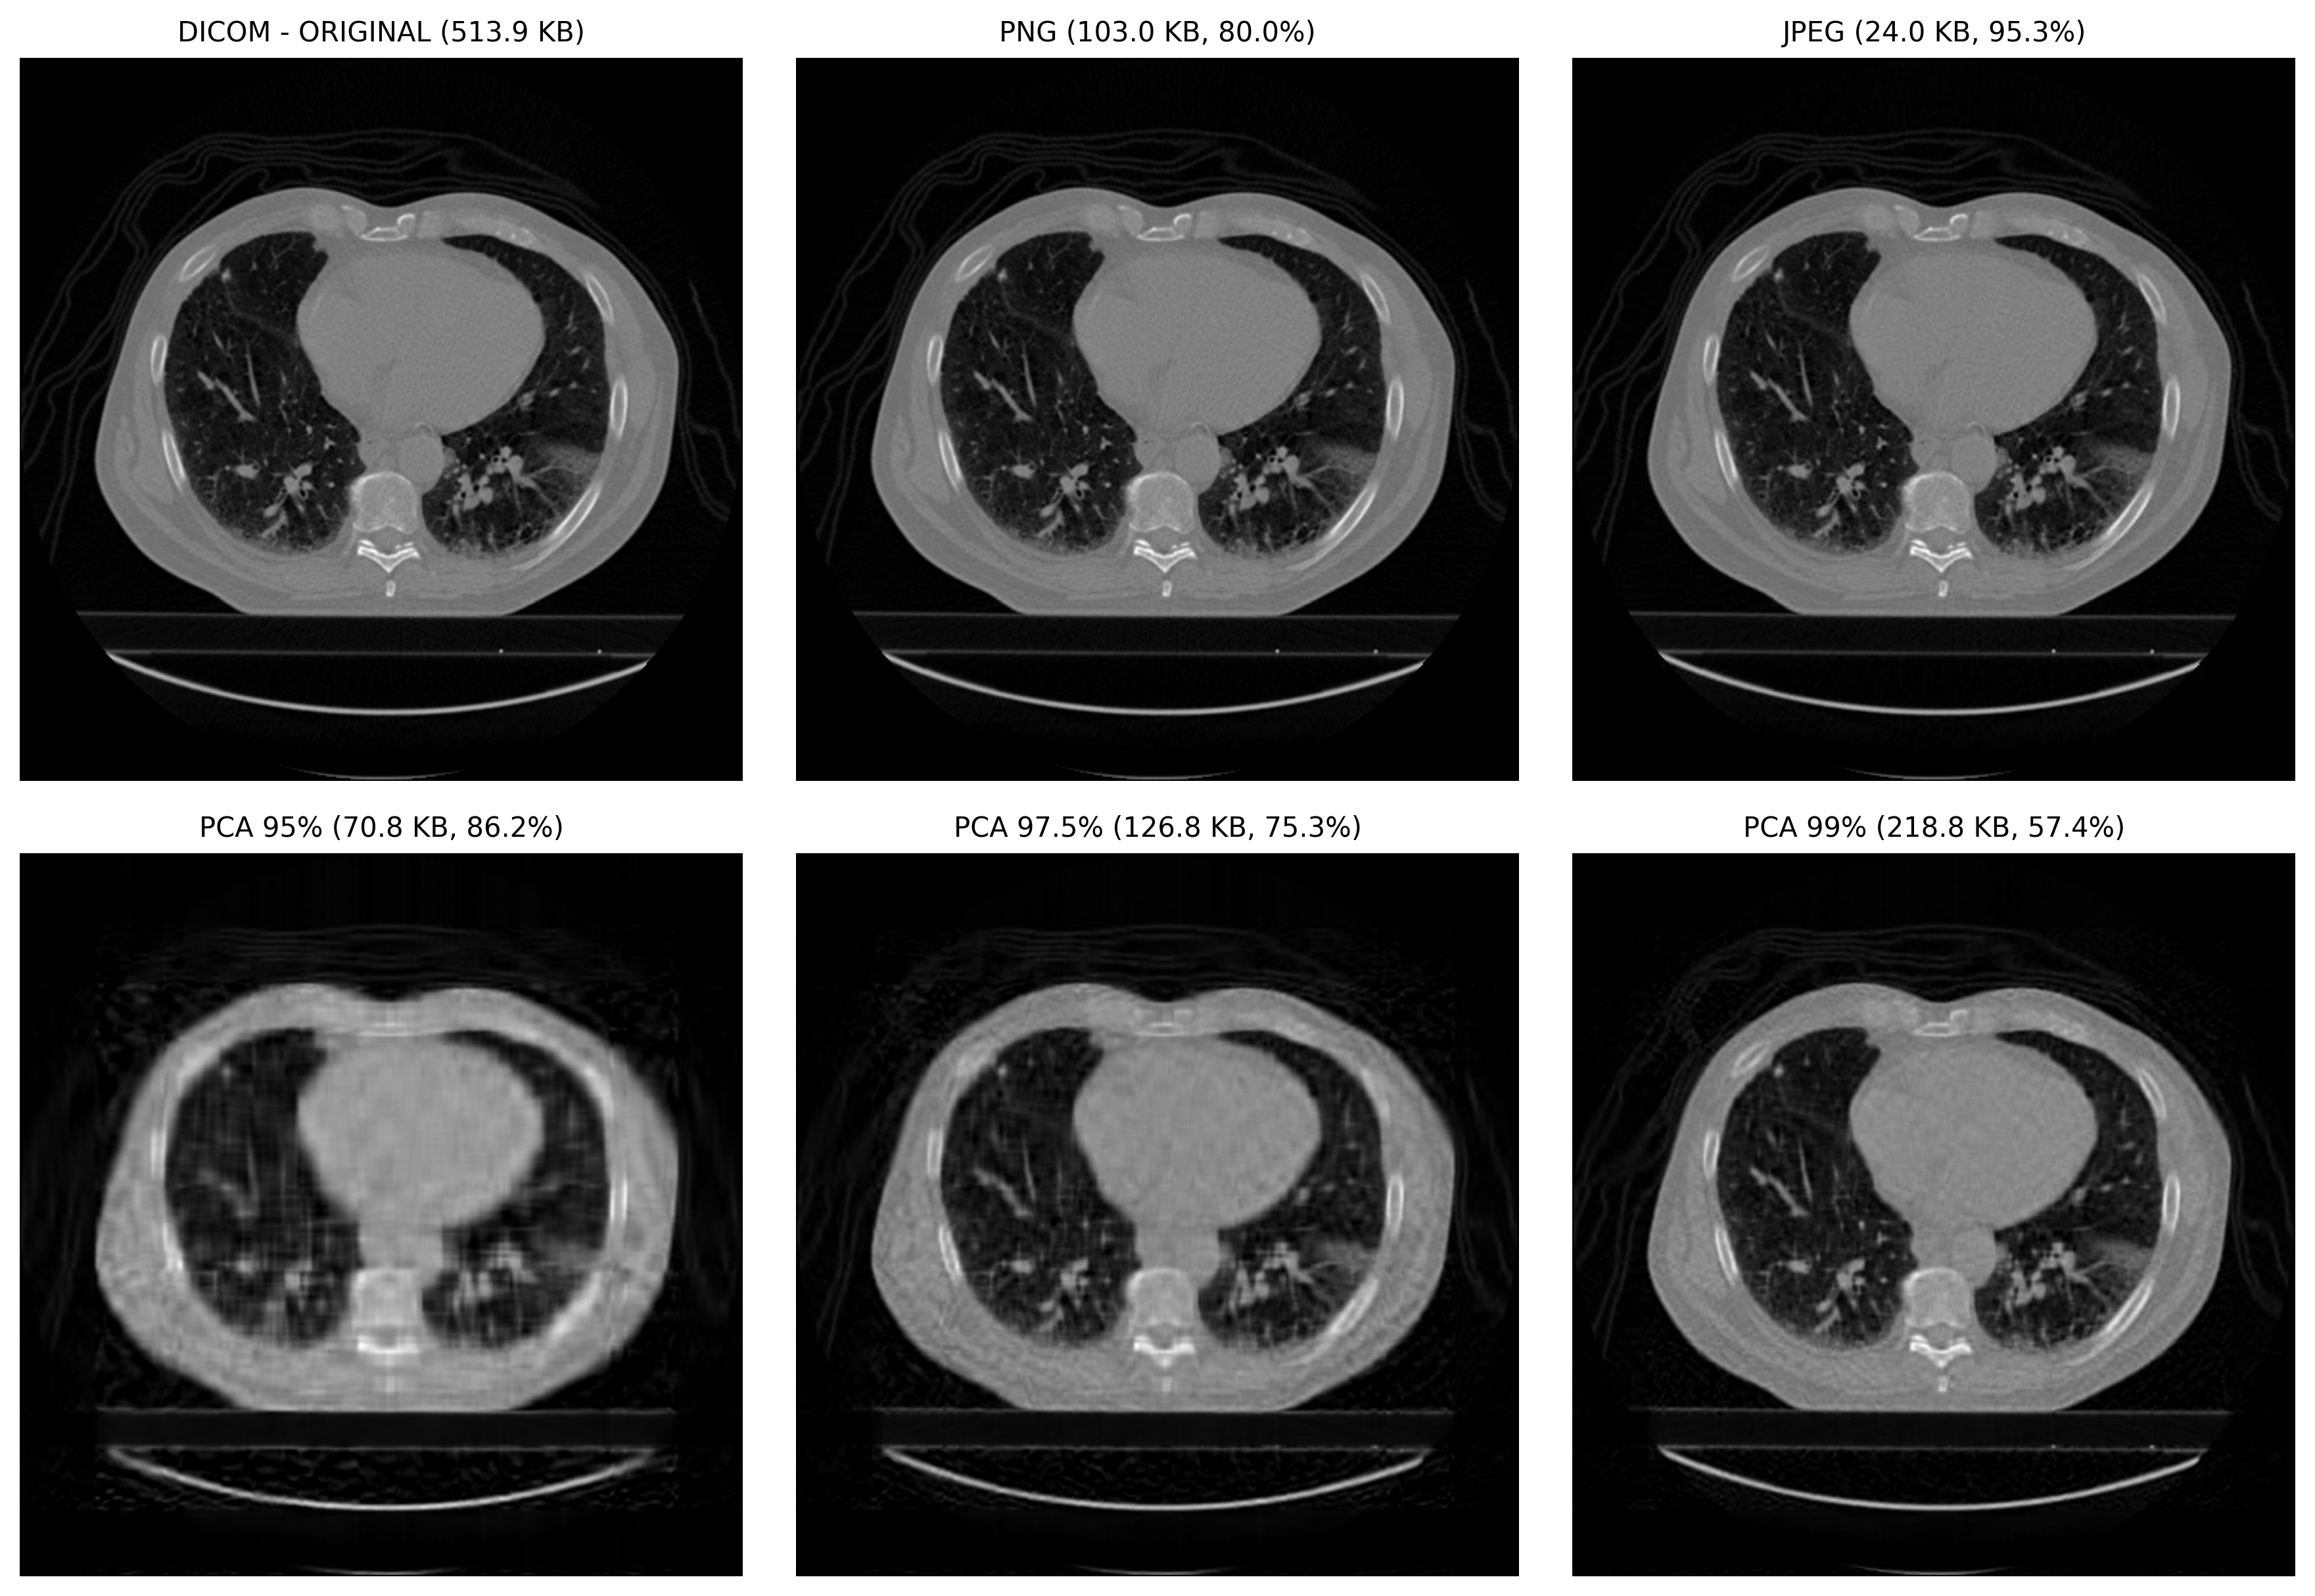 DICOM - ORIGINAL (513.9 KB)
PNG (103.0 KB, 80.0%)
JPEG (24.0 KB, 95.3%)
PCA 95% (70.8 KB, 86.2%)
PCA 97.5% (126.8 KB, 75.3%)
PCA 99% (218.8 KB, 57.4%)